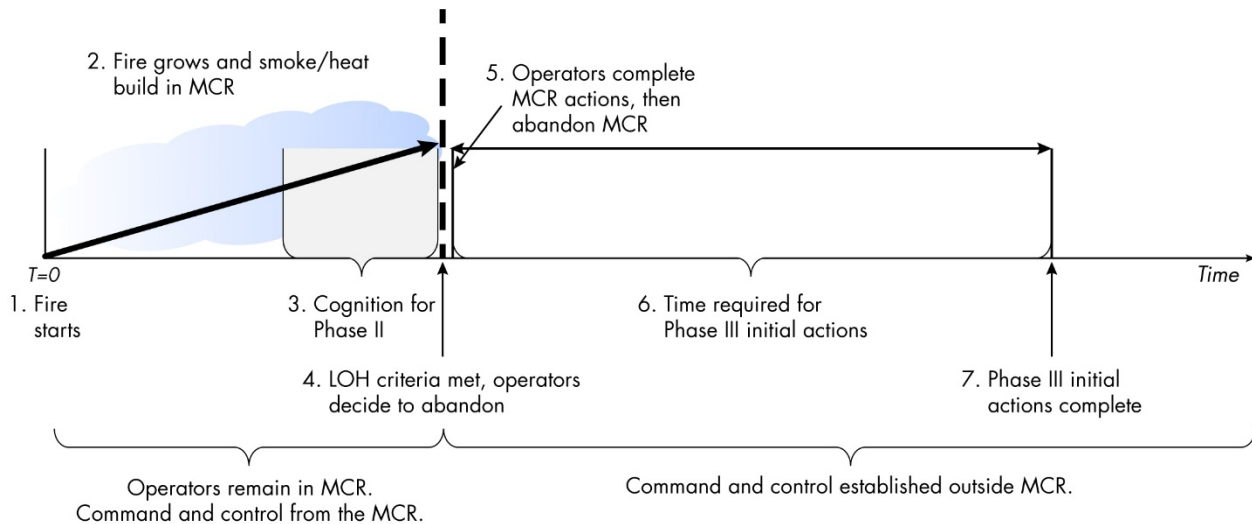 2. Fire grows and smoke/heat
build in MCR
5. Operators complete
MCR actions, then
abandon MCR
T=0
Time
1. Fire
starts
3. Cognition for
Phase II
6. Time required for
Phase III initial actions
4. LOH criteria met, operators
decide to abandon
7. Phase III initial
actions complete
Operators remain in MCR.
Command and control from the MCR.
Command and control established outside MCR.